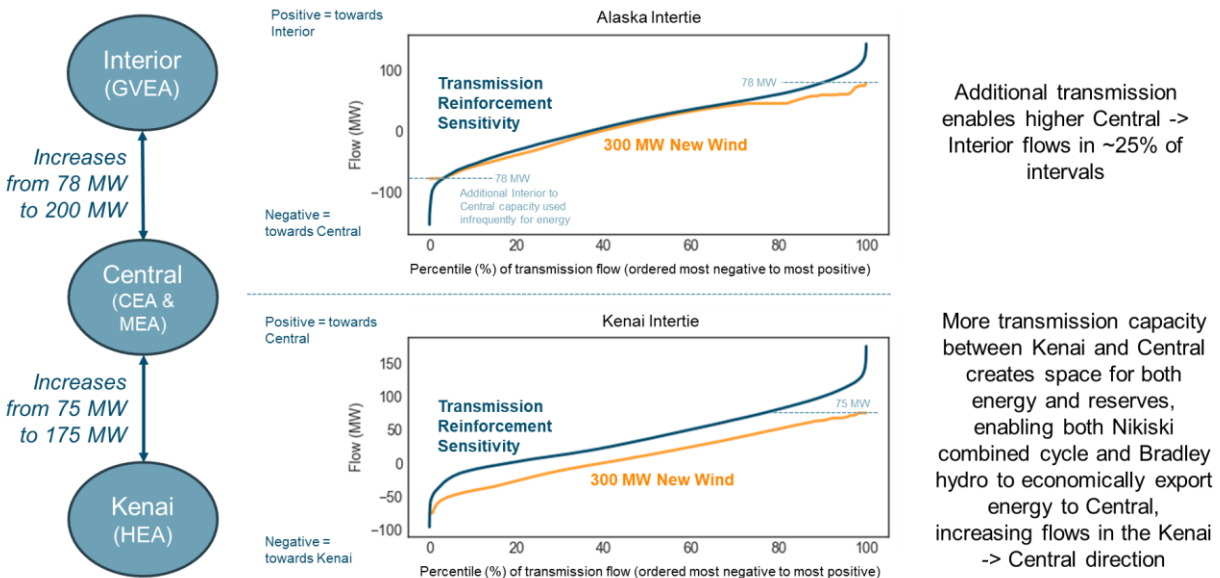 Interior
(GVEA)
Increases
from 78 MW
to 200 MW
Central
(CEA &
MEA)
Increases
from 75 MW
to 175 MW
Kenai
(HEA)
Positive = towards
Interior
Alaska Intertie
Flow (MW)
100
0
−100
Transmission
Reinforcement
Sensitivity
78 MW
300 MW New Wind
78 MW
Additional Interior to
Central capacity used
infrequently for energy
Negative =
towards Central
0 20 40 60 80 100
Percentile (%) of transmission flow (ordered most negative to most positive)
Additional transmission
enables higher Central ->
Interior flows in ~25% of
intervals
Positive = towards
Central
Kenai Intertie
Flow (MW)
150
100
50
0
−50
−100
Transmission
Reinforcement
Sensitivity
75 MW
300 MW New Wind
Negative =
towards Kenai
0 20 40 60 80 100
Percentile (%) of transmission flow (ordered most negative to most positive)
More transmission capacity
between Kenai and Central
creates space for both
energy and reserves,
enabling both Nikiski
combined cycle and Bradley
hydro to economically export
energy to Central,
increasing flows in the Kenai
-> Central direction